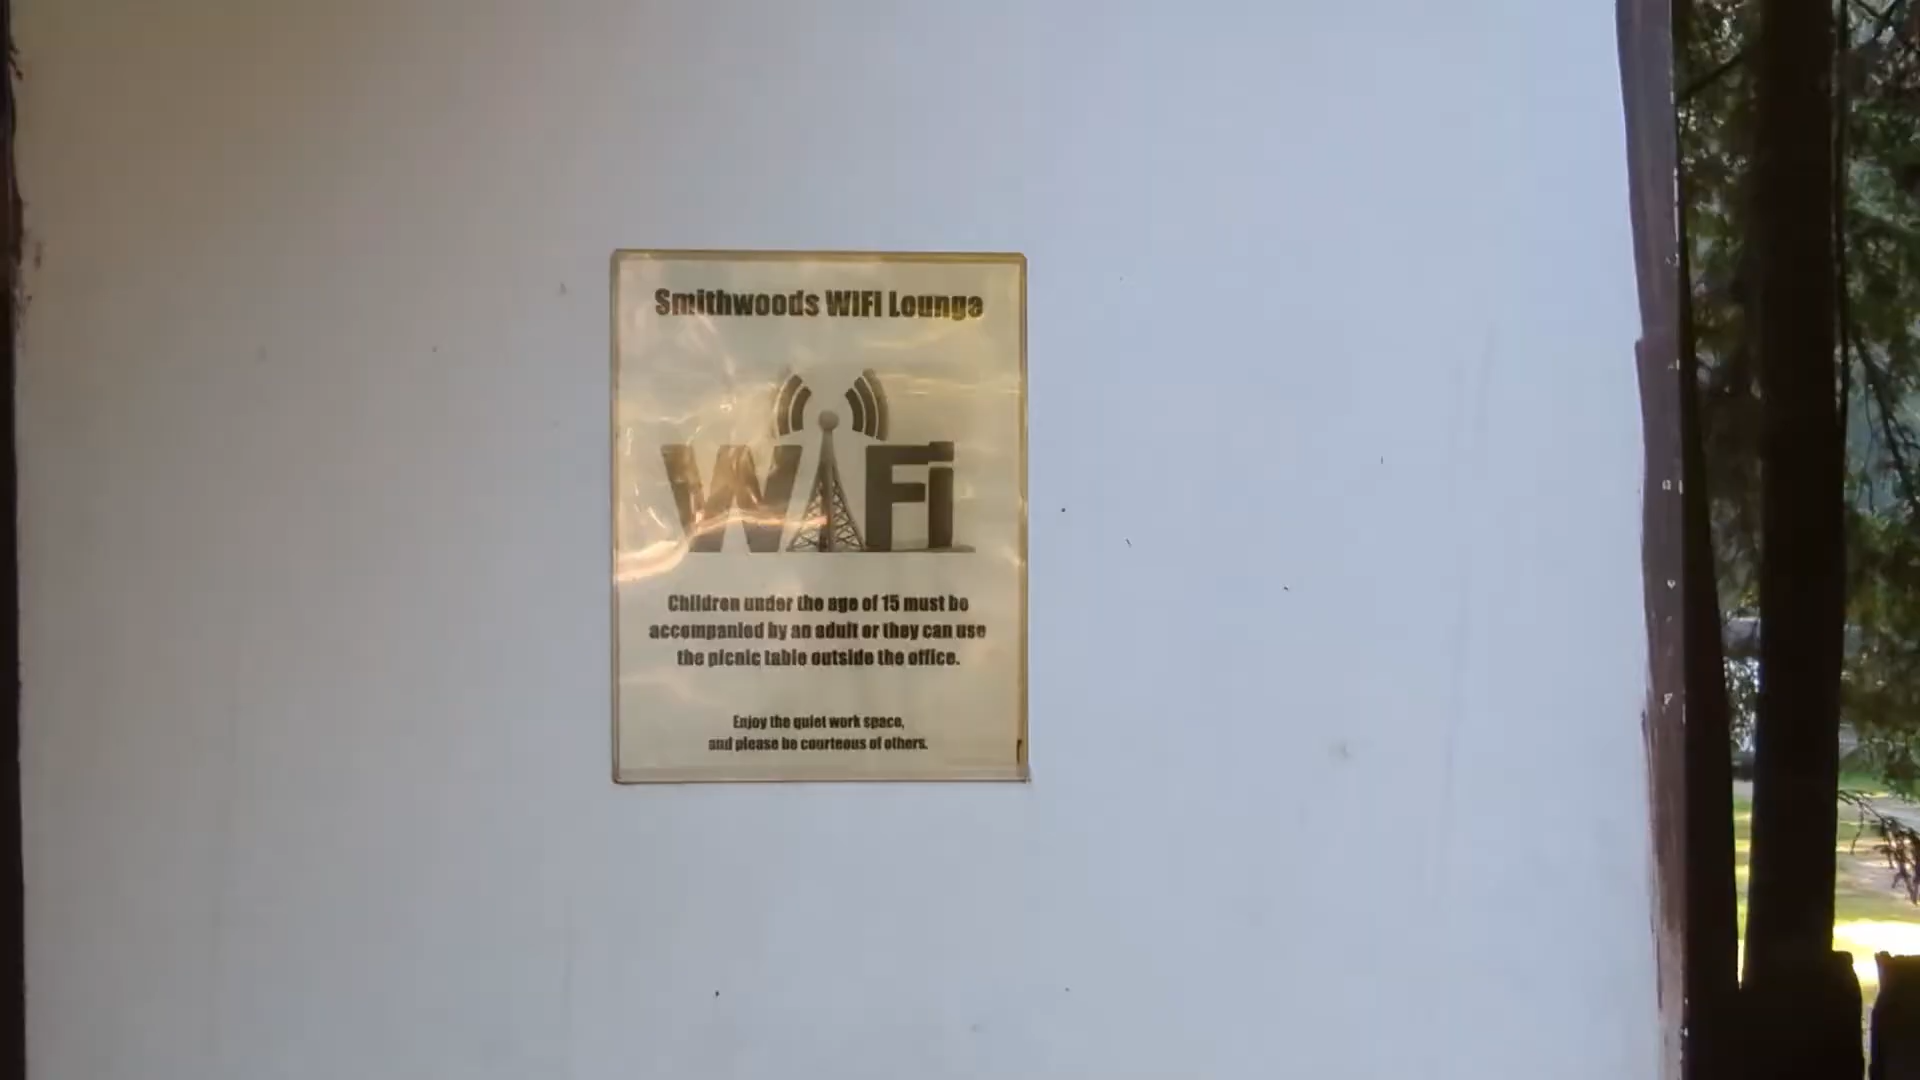 Smithwoods WiFi Lounge
WiFi
Children under the age of 15 must be
accompanied by an adult or they can use
the picnic table outside the office.
Enjoy the quiet work space,
and please be courteous of others.